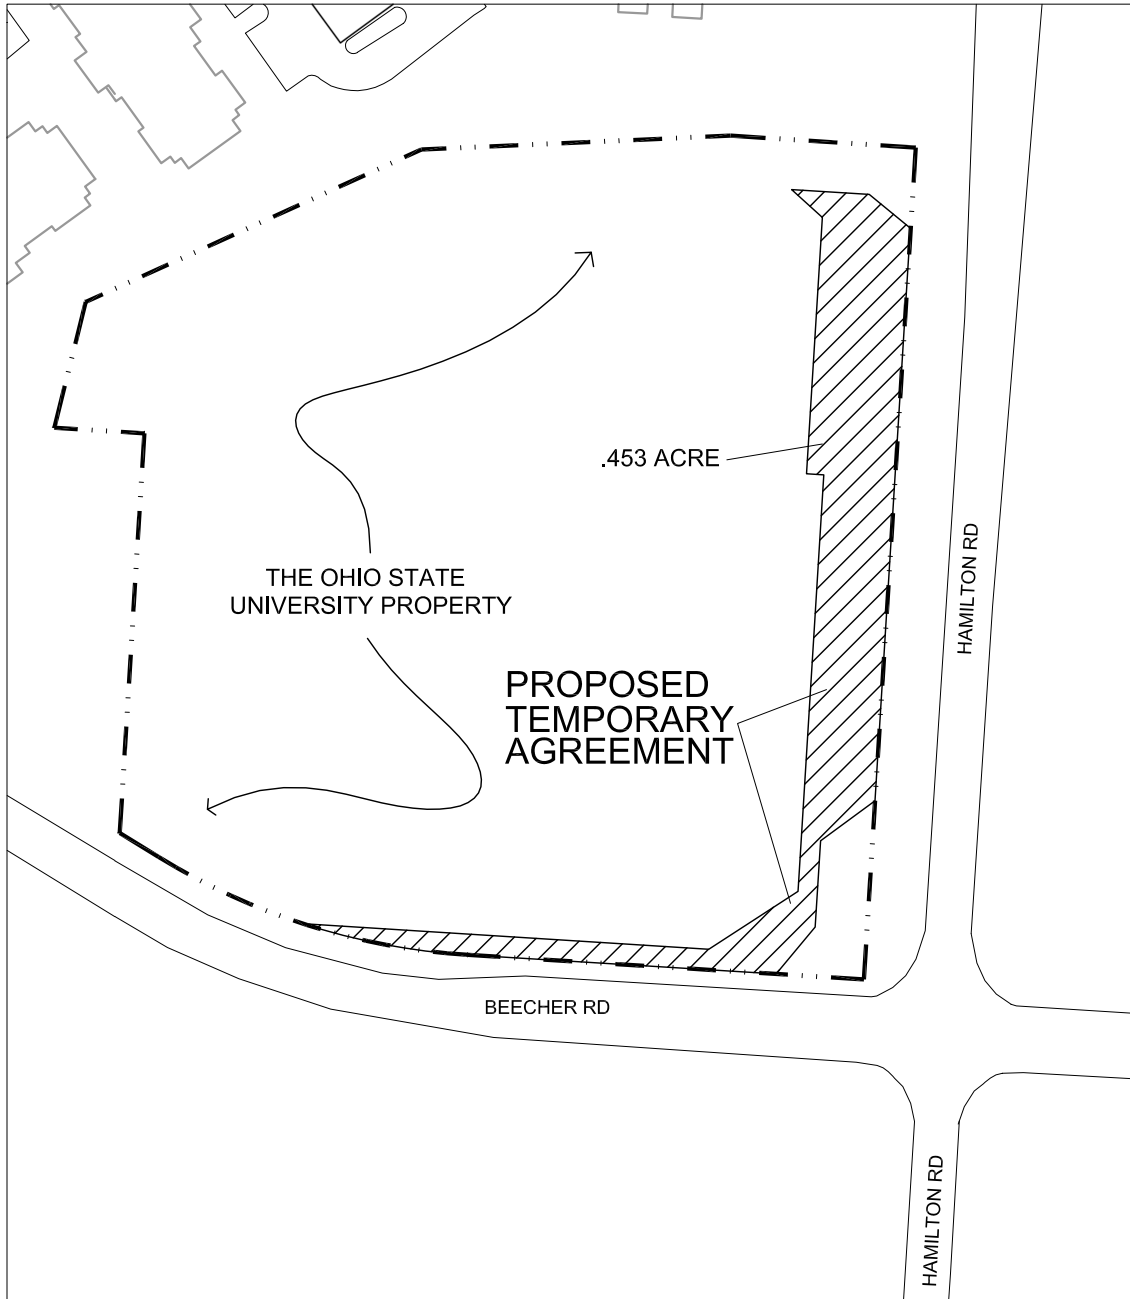 .453 ACRE
THE OHIO STATE
UNIVERSITY PROPERTY
PROPOSED
TEMPORARY
AGREEMENT
HAMILTON RD
BEECHER RD
HAMILTON RD